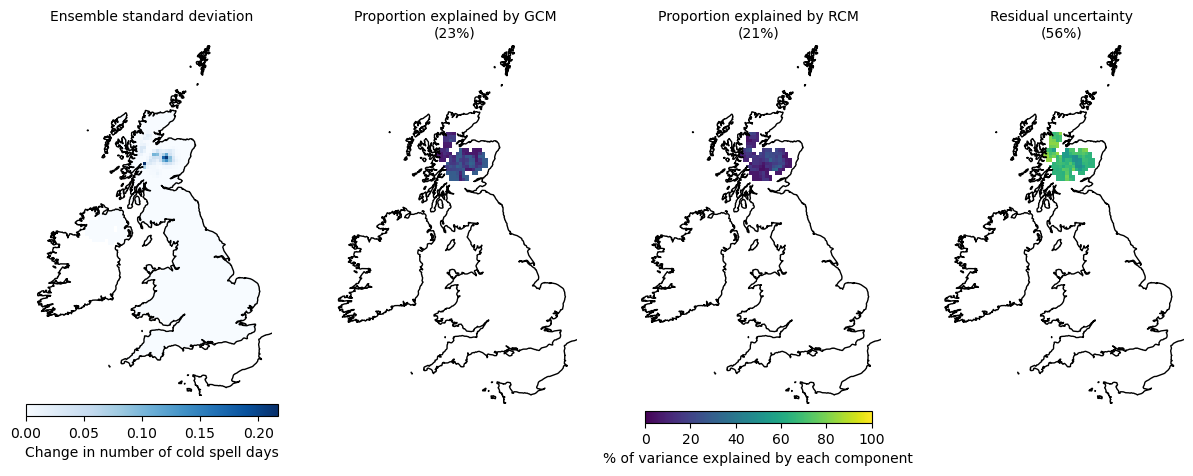 Ensemble standard deviation
Proportion explained by GCM
(23%)
Proportion explained by RCM
(21%)
Residual uncertainty
(56%)
0.00 0.05 0.10 0.15 0.20
Change in number of cold spell days
0 20 40 60 80 100
% of variance explained by each component